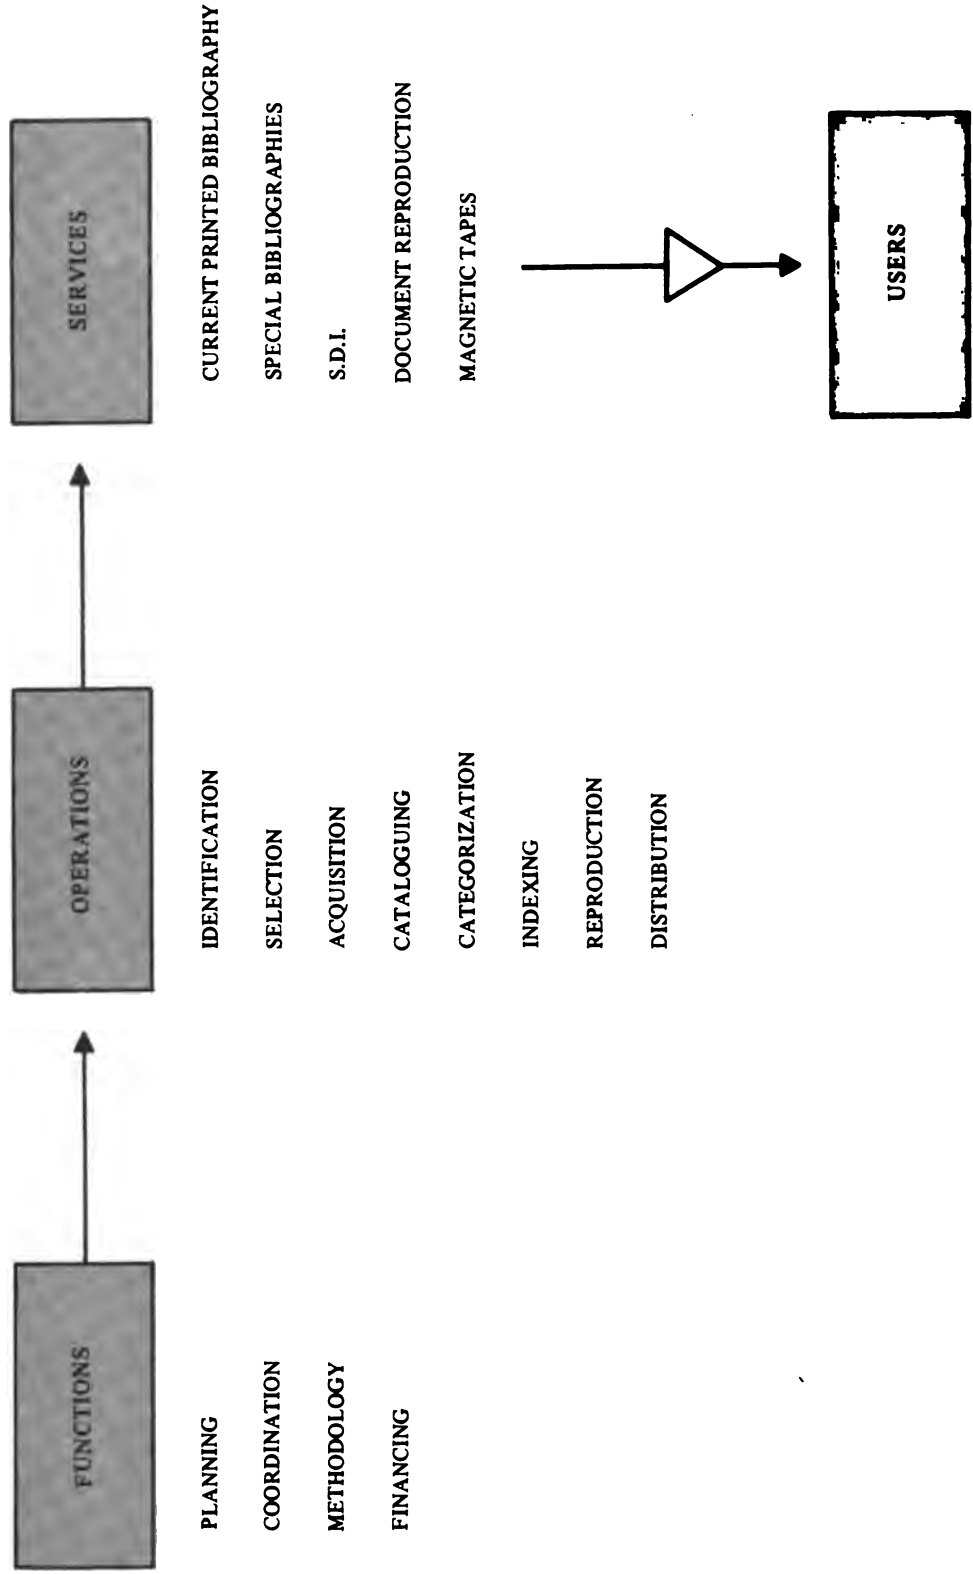 FUNCTIONS
PLANNING
COORDINATION
METHODOLOGY
FINANCING
OPERATIONS
IDENTIFICATION
SELECTION
ACQUISITION
CATALOGUING
CATEGORIZATION
INDEXING
REPRODUCTION
DISTRIBUTION
SERVICES
CURRENT PRINTED BIBLIOGRAPHY
SPECIAL BIBLIOGRAPHIES
S.D.I.
DOCUMENT REPRODUCTION
MAGNETIC TAPES
USERS